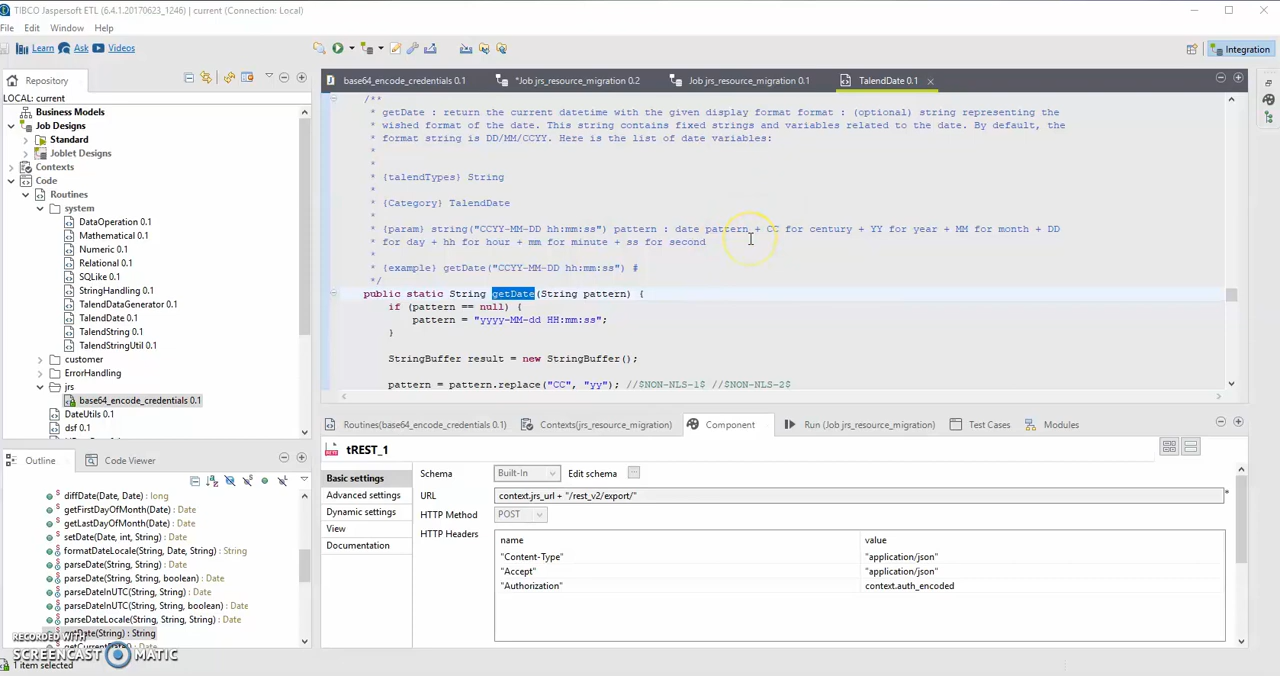 TIBCO Jaspersoft ETL (6.4.1.20170623_1246) | current (Connection: Local)
File Edit Window Help
Learn Ask Videos
Integration
Repository
LOCAL: current
Business Models
Job Designs
Standard
Joblet Designs
Contexts
Code
Routines
system
DataOperation 0.1
Mathematical 0.1
Numeric 0.1
Relational 0.1
SQLike 0.1
StringHandling 0.1
TalendDataGenerator 0.1
TalendDate 0.1
TalendString 0.1
TalendStringUtil 0.1
customer
ErrorHandling
jrs
base64_encode_credentials 0.1
DateUtils 0.1
dsf 0.1
Outline Code Viewer
diffDate(Date, Date) : long
getFirstDayOfMonth(Date) : Date
getLastDayOfMonth(Date) : Date
setDate(Date, int, String) : Date
formatDateLocale(String, Date, String) : String
parseDate(String, String) : Date
parseDate(String, String, boolean) : Date
parseDateInUTC(String, String) : Date
parseDateInUTC(String, String, boolean) : Date
parseDateLocale(String, String, String) : Date
(String) : String
RECORDED WITH
SCREENCAST MATIC
1 item selected
base64_encode_credentials 0.1 *Job jrs_resource_migration 0.2 Job jrs_resource_migration 0.1 TalendDate 0.1
/**
* getDate : return the current datetime with the given display format format : (optional) string representing the
* wished format of the date. This string contains fixed strings and variables related to the date. By default, the
* format string is DD/MM/CCYY. Here is the list of date variables:
*
*
* {talendTypes} String
*
* {Category} TalendDate
*
* {param} string("CCYY-MM-DD hh:mm:ss") pattern : date pattern + CC for century + YY for year + MM for month + DD
* for day + hh for hour + mm for minute + ss for second
*
* {example} getDate("CCYY-MM-DD hh:mm:ss") #
*/
public static String getDate(String pattern) {
if (pattern == null) {
pattern = "yyyy-MM-dd HH:mm:ss";
}
StringBuffer result = new StringBuffer();
pattern = pattern.replace("CC", "yy"); //$NON-NLS-1$ //$NON-NLS-2$
Routines(base64_encode_credentials 0.1) Contexts(jrs_resource_migration) Component Run (Job jrs_resource_migration) Test Cases Modules
tREST_1
Basic settings
Advanced settings
Dynamic settings
View
Documentation
Schema Built-In Edit schema ...
URL context.jrs_url + "/rest_v2/export/" *
HTTP Method POST
HTTP Headers
name value
"Content-Type" "application/json"
"Accept" "application/json"
"Authorization" context.auth_encoded